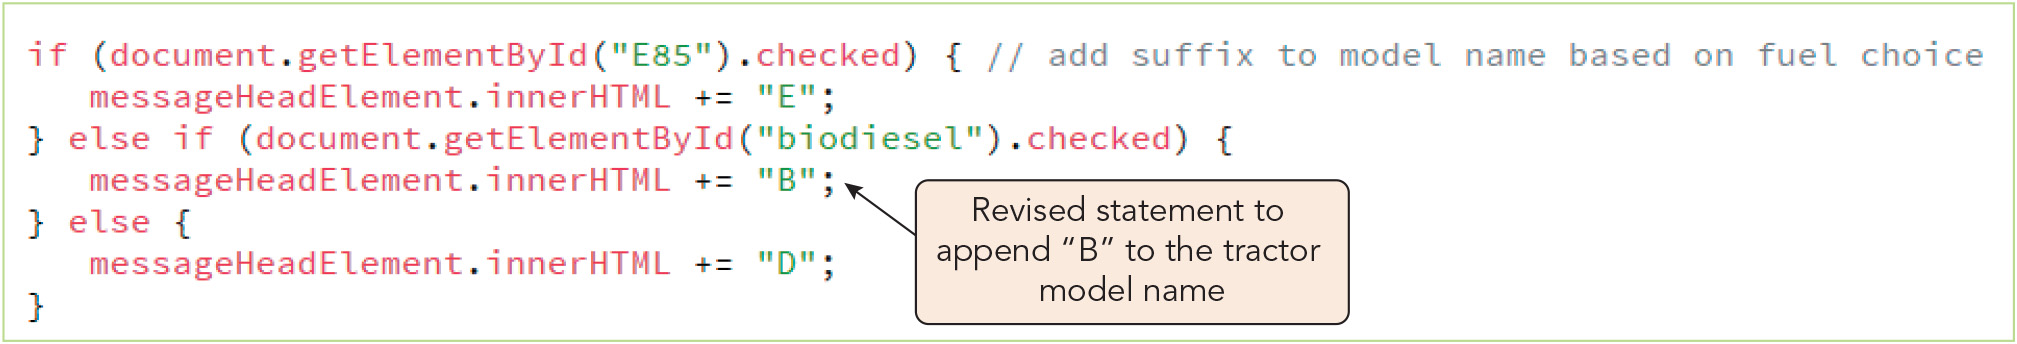 if (document.getElementById("E85").checked) { // add suffix to model name based on fuel choice
   messageHeadElement.innerHTML += "E";
} else if (document.getElementById("biodiesel").checked) {
   messageHeadElement.innerHTML += "B";
} else {
   messageHeadElement.innerHTML += "D";
}
Revised statement to
append “B” to the tractor
model name